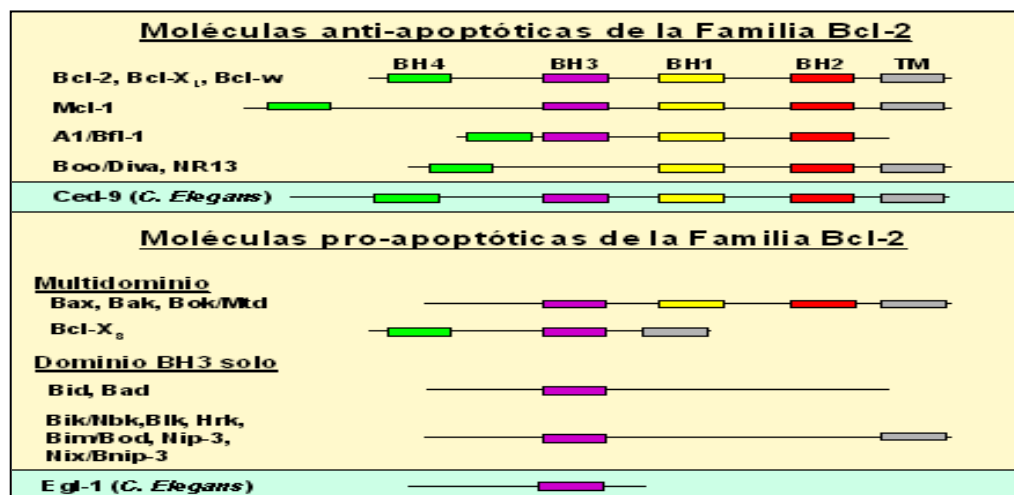 Moléculas anti-apoptóticas de la Familia Bcl-2
BH4 BH3 BH1 BH2 TM
Bcl-2, Bcl-X L, Bcl-w
Mcl-1
A1/Bfl-1
Boo/Diva, NR13
Ced-9 (C. Elegans)
Moléculas pro-apoptóticas de la Familia Bcl-2
Multidominio
Bax, Bak, Bok/Mtd
Bcl-X S
Dominio BH3 solo
Bid, Bad
Bik/Nbk,Blk, Hrk,
Bim/Bod, Nip-3,
Nix/Bnip-3
Egl-1 (C. Elegans)